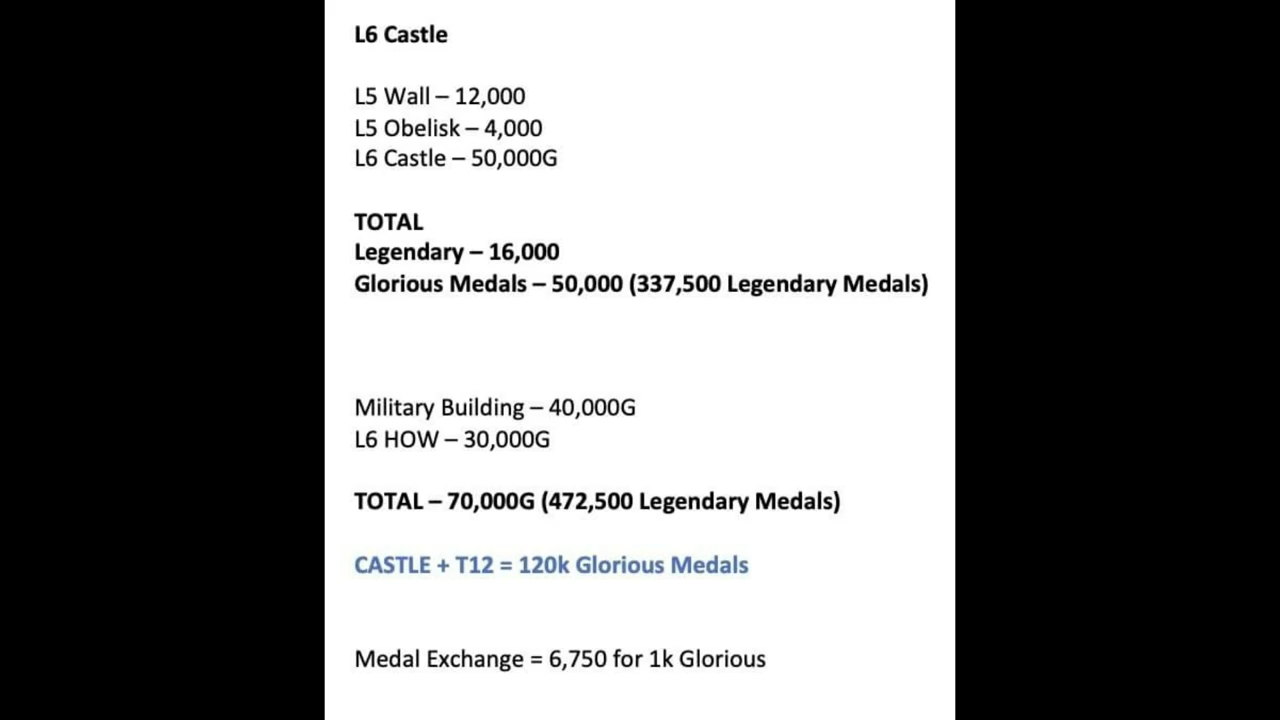 L6 Castle
L5 Wall – 12,000
L5 Obelisk – 4,000
L6 Castle – 50,000G
TOTAL
Legendary – 16,000
Glorious Medals – 50,000 (337,500 Legendary Medals)
Military Building – 40,000G
L6 HOW – 30,000G
TOTAL – 70,000G (472,500 Legendary Medals)
CASTLE + T12 = 120k Glorious Medals
Medal Exchange = 6,750 for 1k Glorious